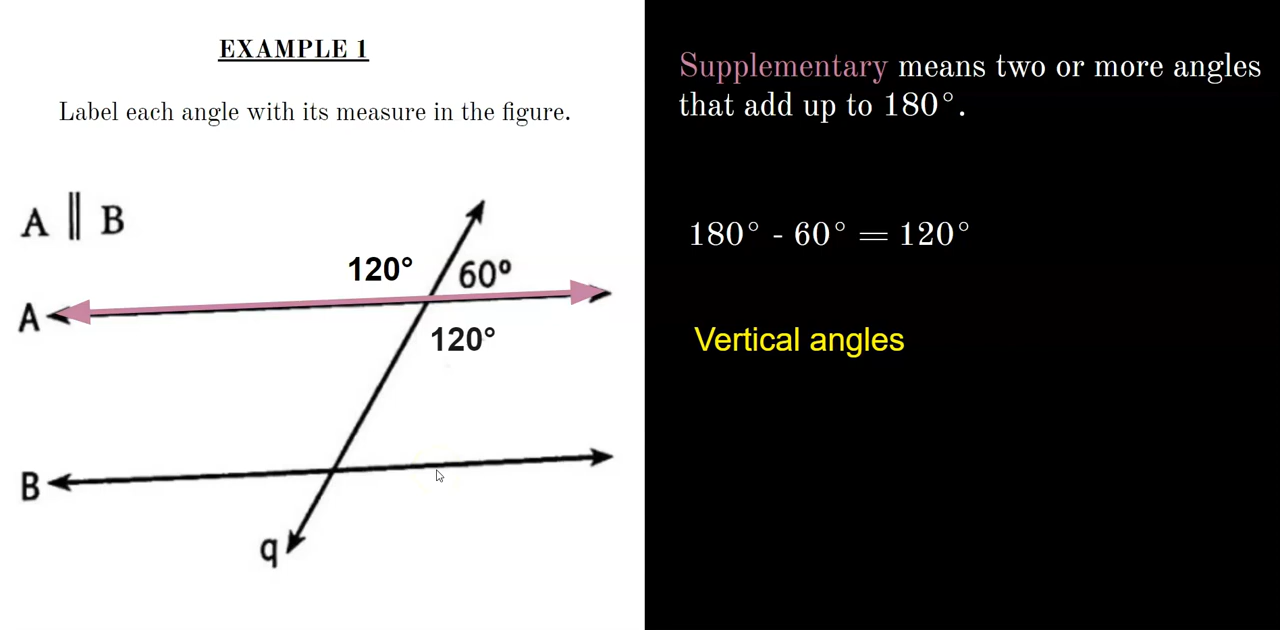 EXAMPLE 1
Label each angle with its measure in the figure.
A ∥ B
120°
60º
A
120°
B
q
Supplementary means two or more angles
that add up to 180°.
180° - 60° = 120°
Vertical angles